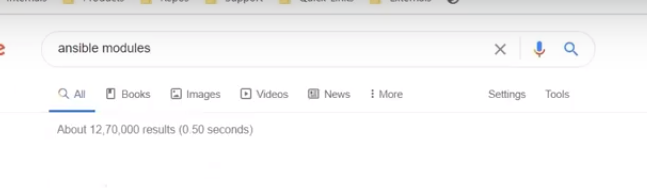 ansible modules
All Books Images Videos News More Settings Tools
About 12,70,000 results (0.50 seconds)